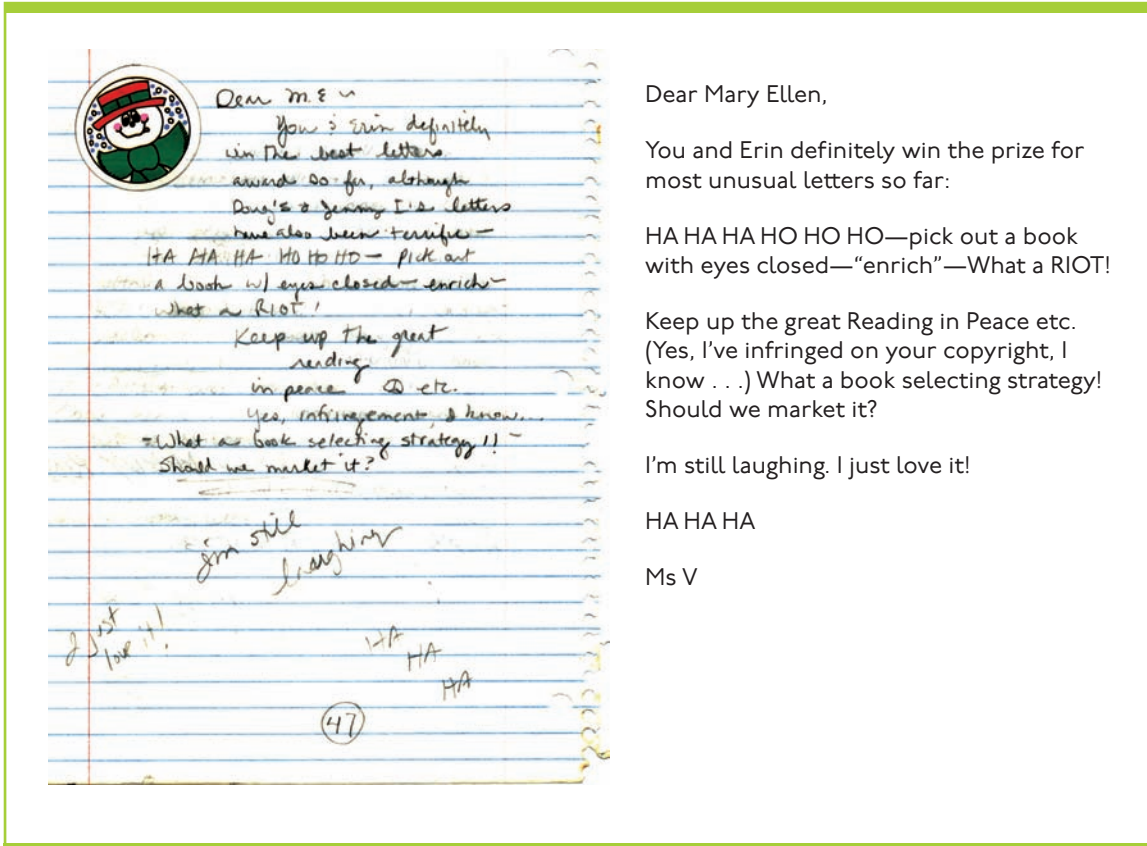 Dear M. E
You & Erin definitely
win the best letters
award so far, although
Doug's & Jenny I's letters
have also been terrific —
HA HA HA HO HO HO — pick out
a book w/ eyes closed — enrich —
What a RIOT!
Keep up the great
reading
in peace etc.
Yes, infringement, I know...
- What a book selecting strategy!! -
Should we market it?
I'm still
laughing
I just
love it!
HA
HA
HA
47
Dear Mary Ellen,
You and Erin definitely win the prize for
most unusual letters so far:
HA HA HA HO HO HO—pick out a book
with eyes closed—“enrich”—What a RIOT!
Keep up the great Reading in Peace etc.
(Yes, I’ve infringed on your copyright, I
know . . .) What a book selecting strategy!
Should we market it?
I’m still laughing. I just love it!
HA HA HA
Ms V